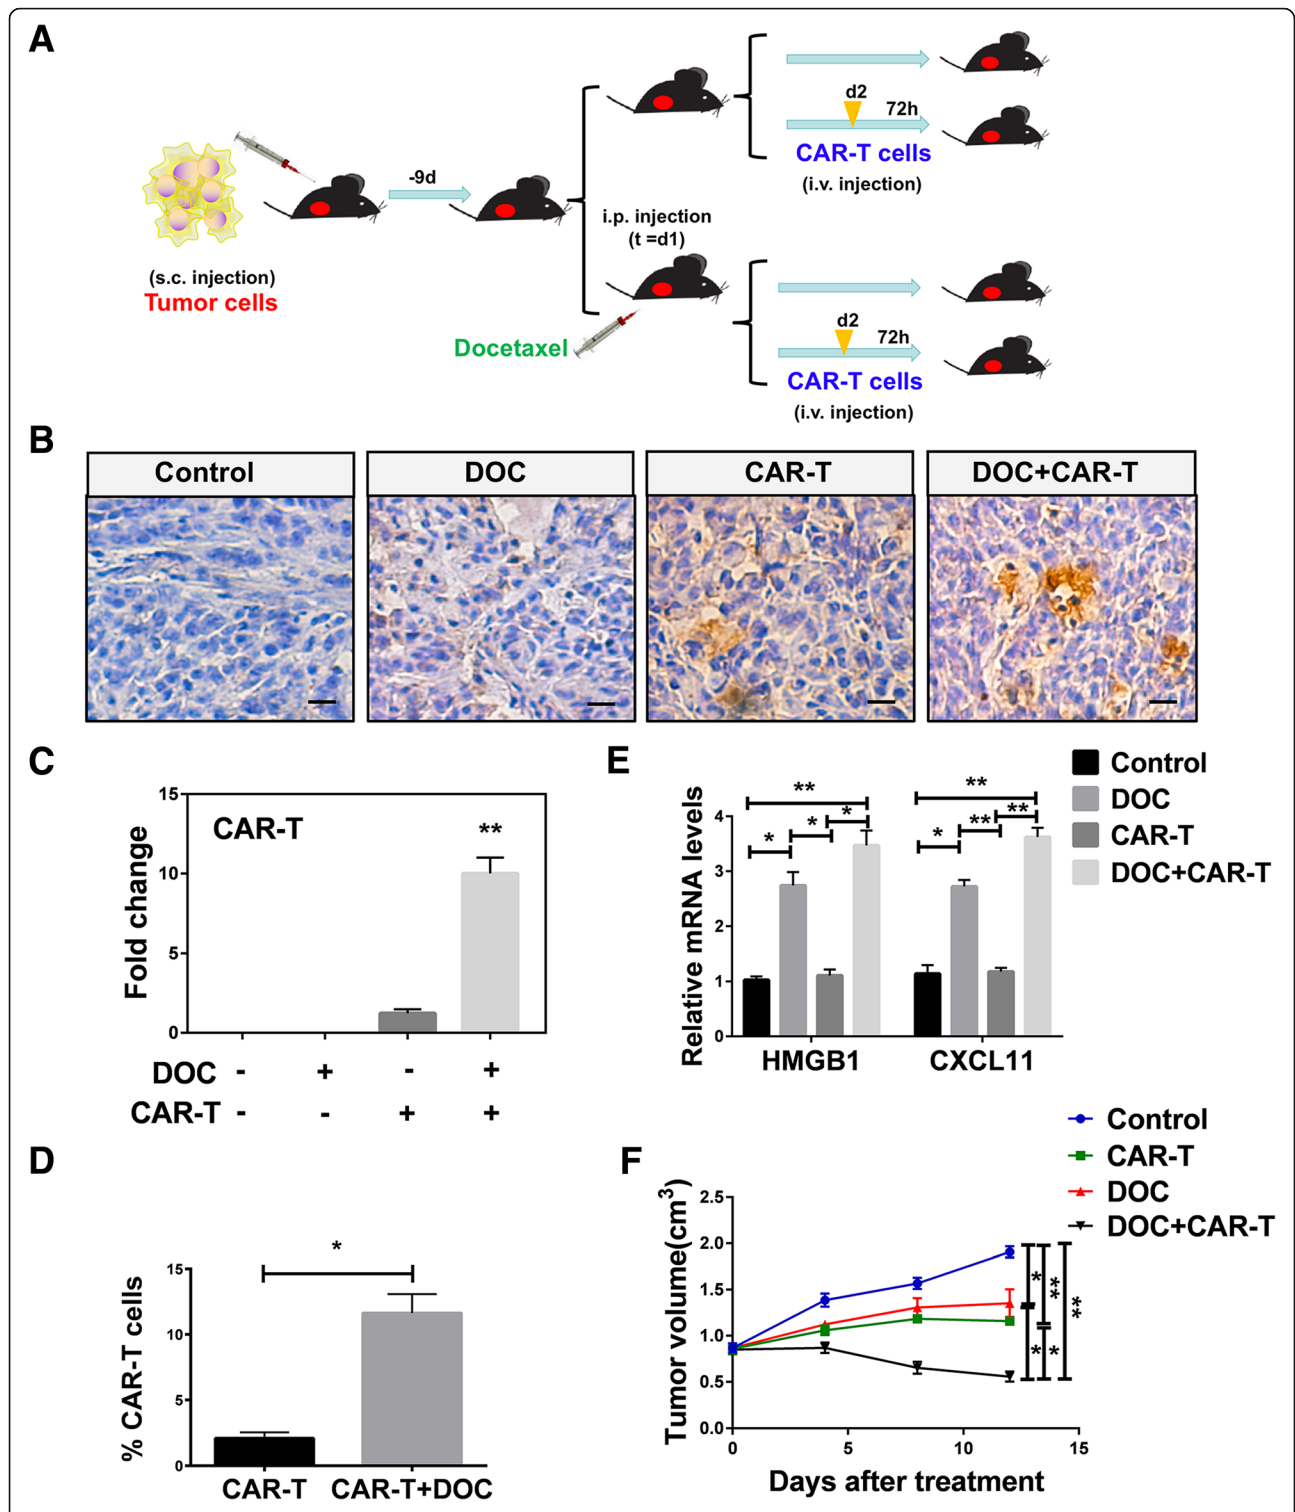 A
d2
72h
CAR-T cells
(i.v. injection)
-9d
i.p. injection
(t =d1)
(s.c. injection)
Tumor cells
Docetaxel
d2
72h
CAR-T cells
(i.v. injection)
B
Control
DOC
CAR-T
DOC+CAR-T
C
Fold change
15
10
5
0
CAR-T
**
DOC - + - +
CAR-T - - + +
E
Relative mRNA levels
4
3
2
1
0
**
*
*
*
**
*
**
**
HMGB1
CXCL11
Control
DOC
CAR-T
DOC+CAR-T
D
% CAR-T cells
15
10
5
0
*
CAR-T
CAR-T+DOC
F
Tumor volume(cm3)
2.5
2.0
1.5
1.0
0.5
0.0
0
5
10
15
Days after treatment
Control
CAR-T
DOC
DOC+CAR-T
*
**
**
*
*